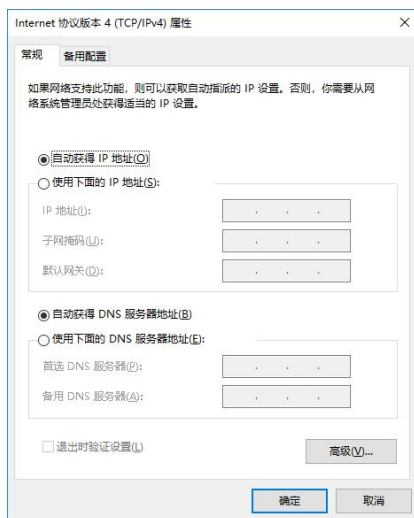 Internet 协议版本 4 (TCP/IPv4) 属性
常规 备用配置
如果网络支持此功能，则可以获取自动指派的 IP 设置。否则，你需要从网
络系统管理员处获得适当的 IP 设置。
自动获得 IP 地址(O)
使用下面的 IP 地址(S):
IP 地址(I):
子网掩码(U):
默认网关(D):
自动获得 DNS 服务器地址(B)
使用下面的 DNS 服务器地址(E):
首选 DNS 服务器(P):
备用 DNS 服务器(A):
退出时验证设置(L)
高级(V)...
确定 取消